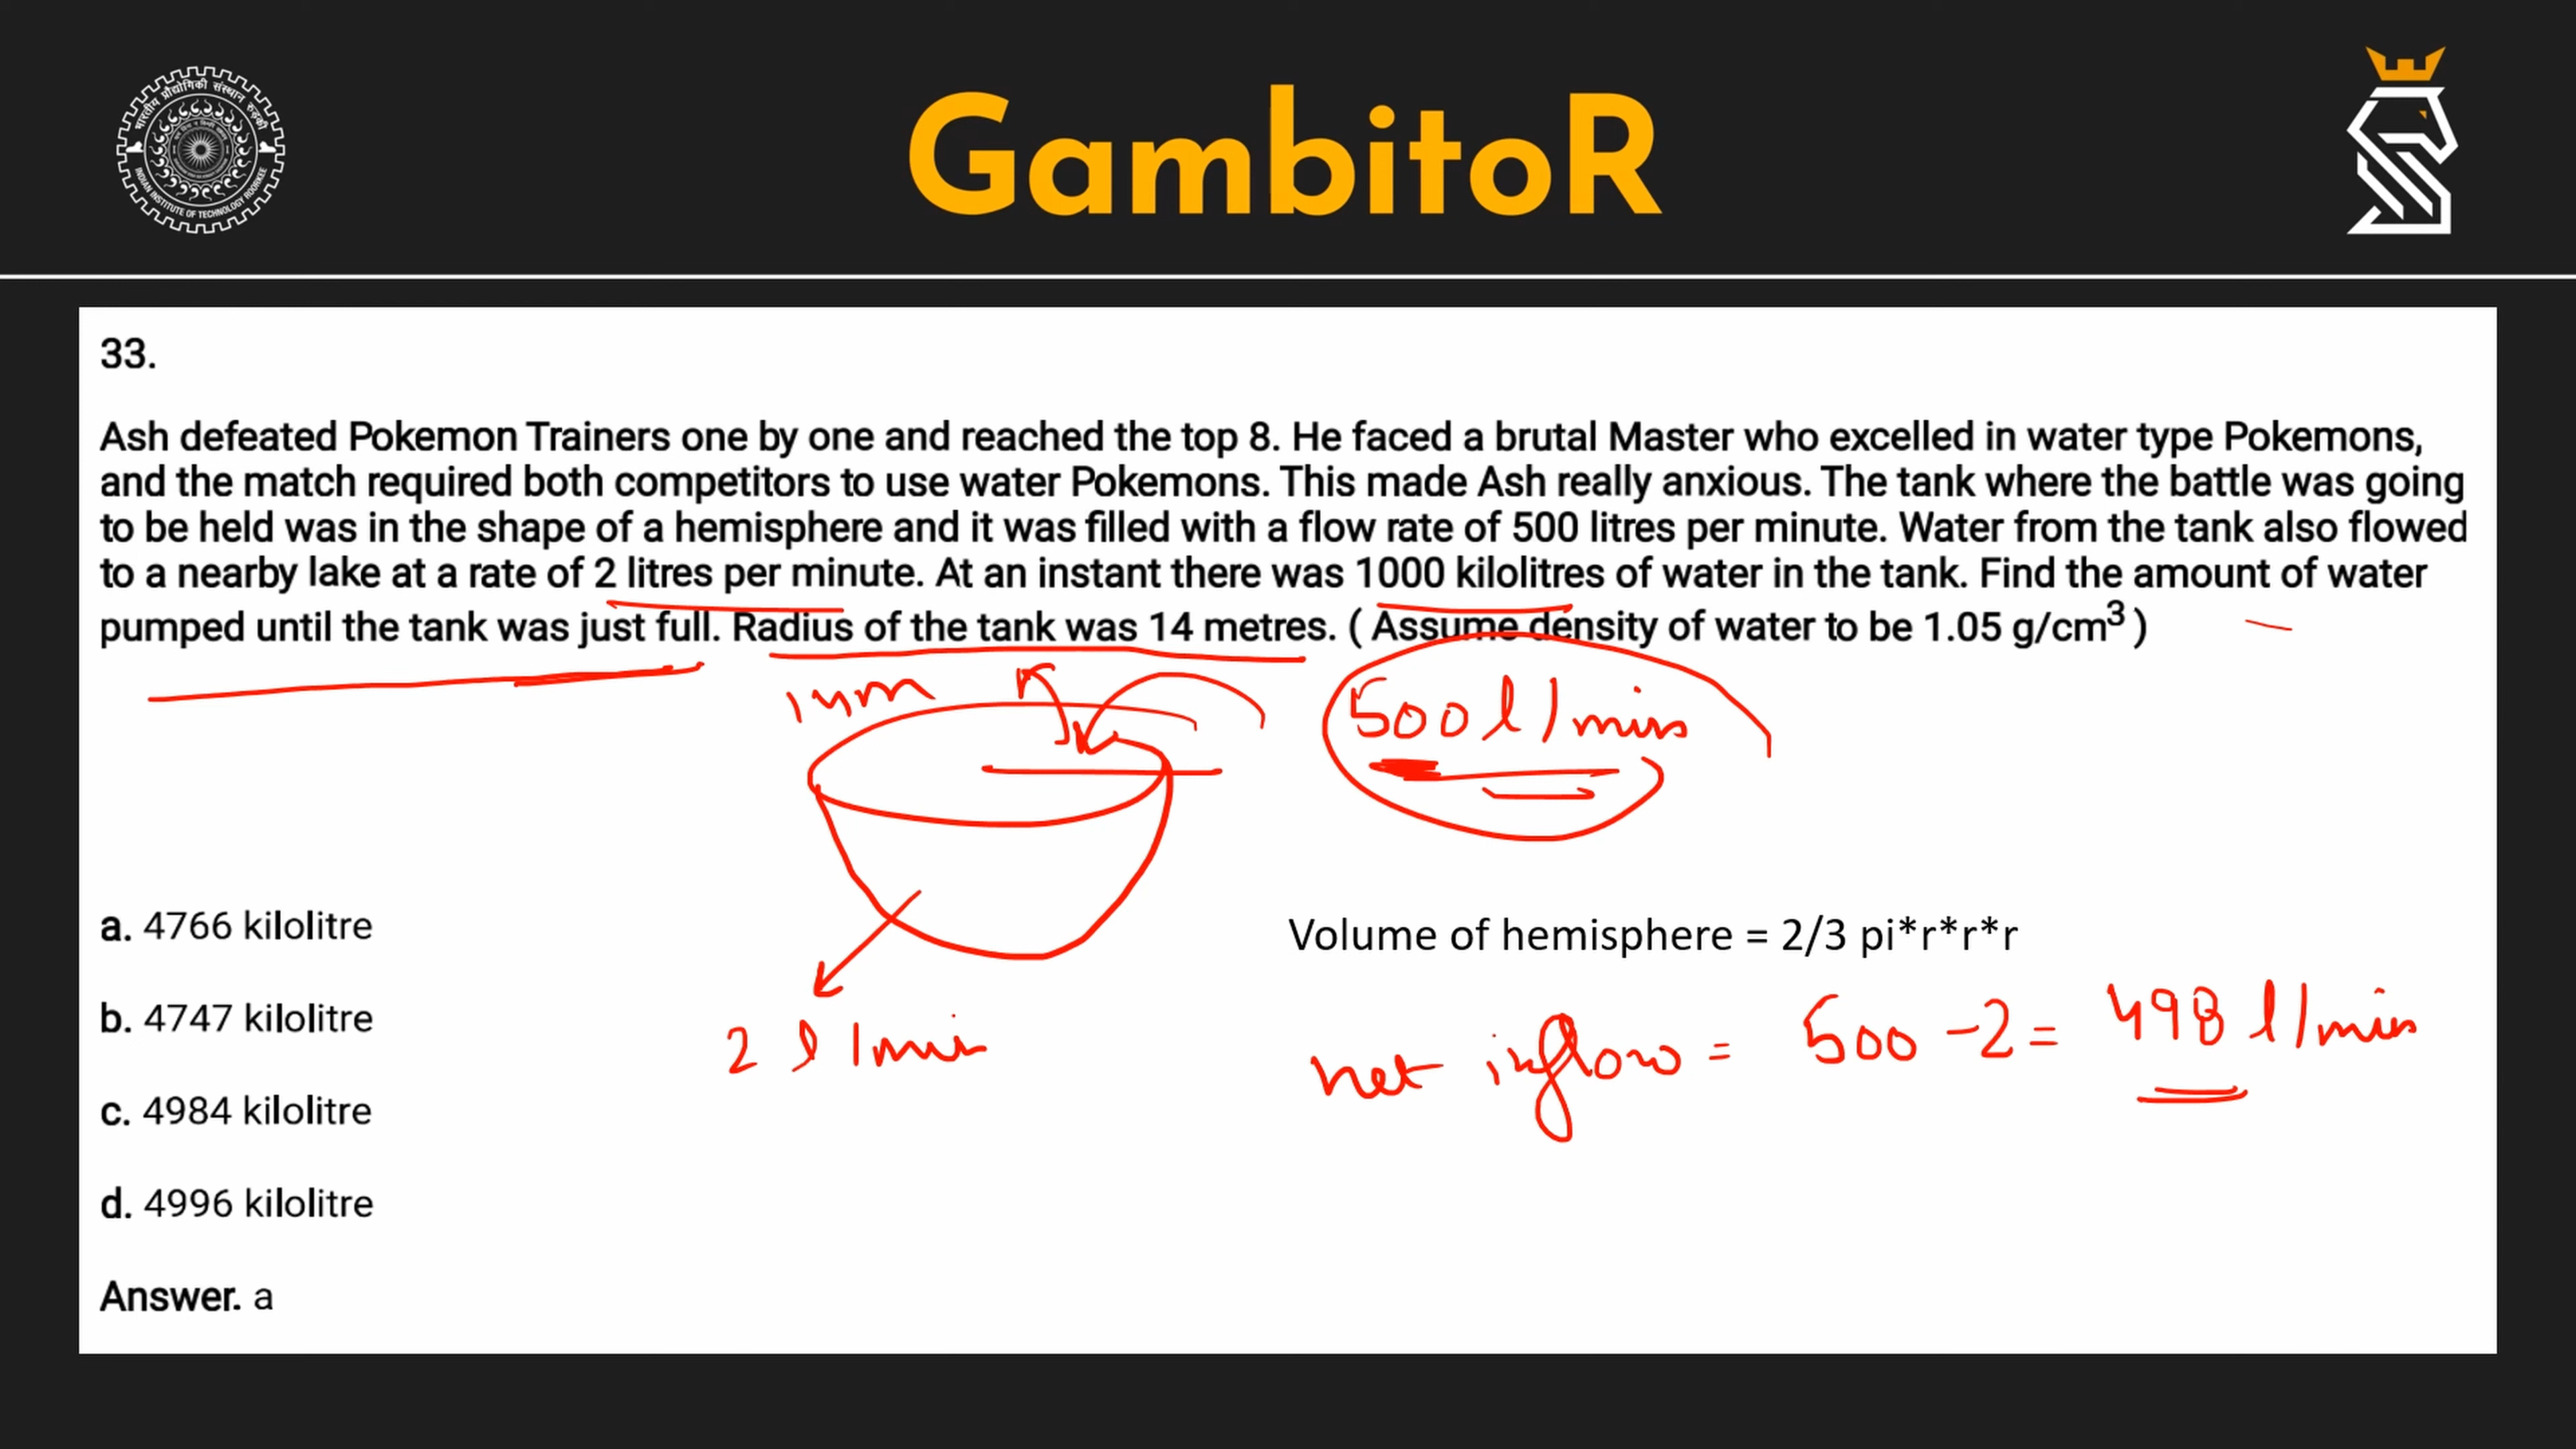 भारतीय प्रौद्योगिकी संस्थान रुड़की
INDIAN INSTITUTE OF TECHNOLOGY ROORKEE
GambitoR
33.
Ash defeated Pokemon Trainers one by one and reached the top 8. He faced a brutal Master who excelled in water type Pokemons,
and the match required both competitors to use water Pokemons. This made Ash really anxious. The tank where the battle was going
to be held was in the shape of a hemisphere and it was filled with a flow rate of 500 litres per minute. Water from the tank also flowed
to a nearby lake at a rate of 2 litres per minute. At an instant there was 1000 kilolitres of water in the tank. Find the amount of water
pumped until the tank was just full. Radius of the tank was 14 metres. ( Assume density of water to be 1.05 g/cm³ )
14m
500 l/min
a. 4766 kilolitre
Volume of hemisphere = 2/3 pi*r*r*r
b. 4747 kilolitre
2 l/min
net inflow = 500 - 2 = 498 l/min
c. 4984 kilolitre
d. 4996 kilolitre
Answer. a